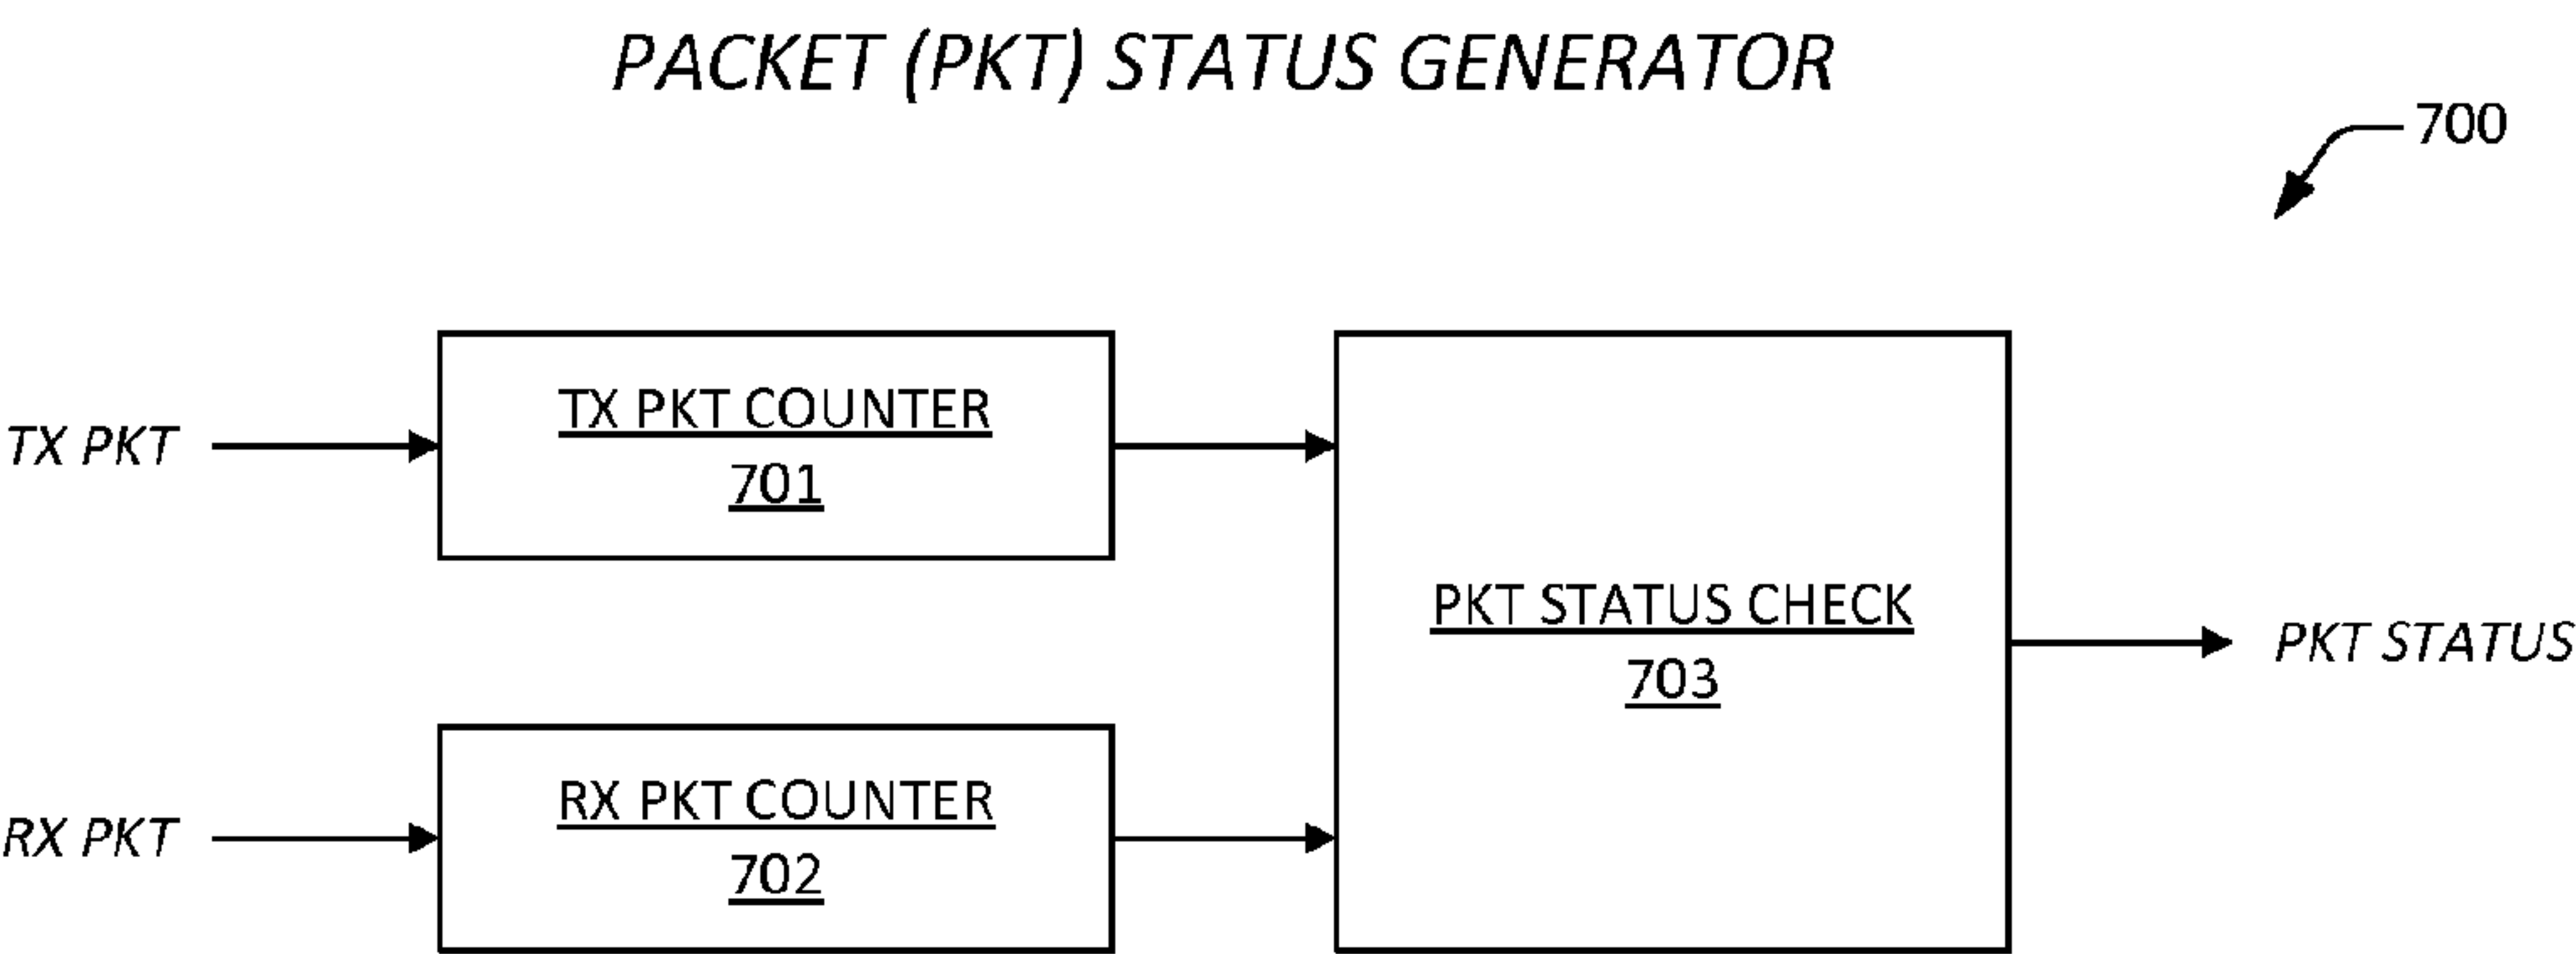 PACKET (PKT) STATUS GENERATOR
700
TX PKT
TX PKT COUNTER
701
PKT STATUS CHECK
703
PKT STATUS
RX PKT
RX PKT COUNTER
702